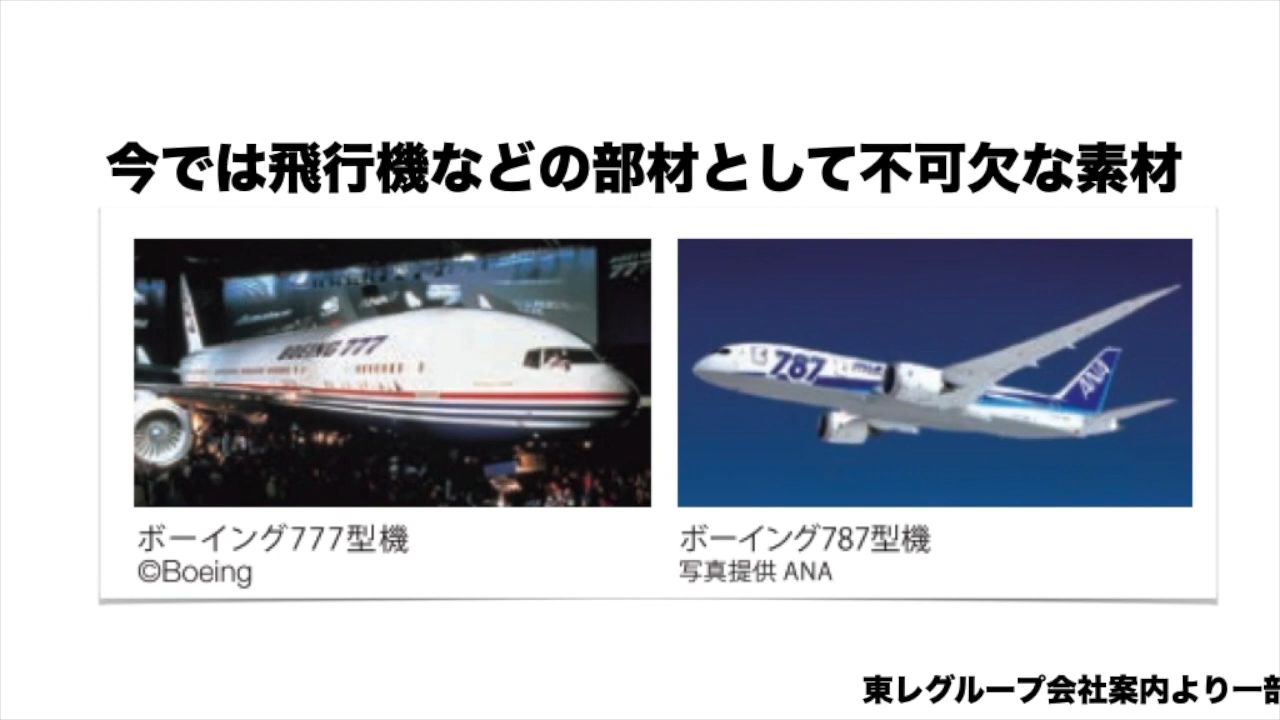 今では飛行機などの部材として不可欠な素材
BOEING 777
787
ANA
ボーイング777型機
©Boeing
ボーイング787型機
写真提供 ANA
東レグループ会社案内より一部